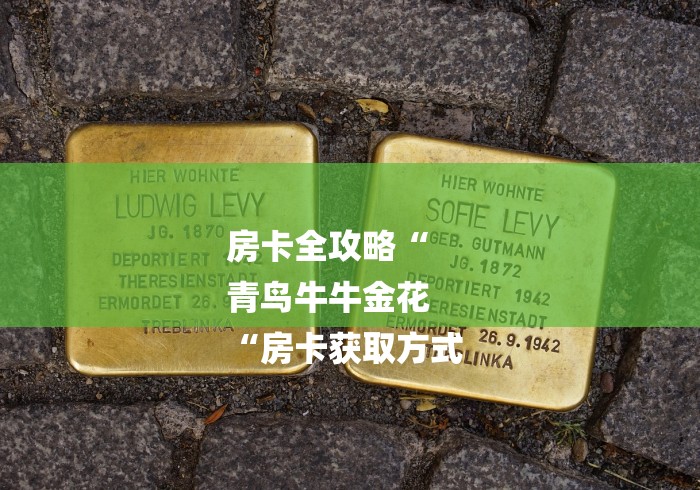 HIER WOHNTE
LUDWIG LEVY
JG. 1870
DEPORTIERT
THERESIENSTADT
ERMORDET 26.9.
TREBLINKA
HIER WOHNTE
SOFIE LEVY
GEB. GUTMANN
JG. 1872
DEPORTIERT 1942
THERESIENSTADT
ERMORDET 26.9.1942
LINKA
房卡全攻略“
青鸟牛牛金花
“房卡获取方式